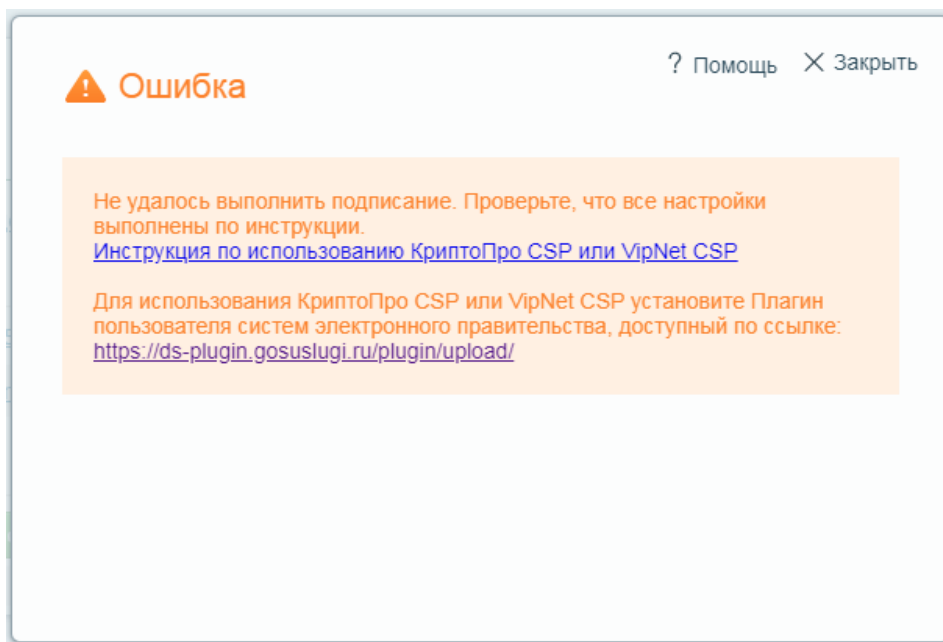 ? Помощь
Закрыть
Ошибка
Не удалось выполнить подписание. Проверьте, что все настройки
выполнены по инструкции.
Инструкция по использованию КриптоПро CSP или VipNet CSP
Для использования КриптоПро CSP или VipNet CSP установите Плагин
пользователя систем электронного правительства, доступный по ссылке:
https://ds-plugin.gosuslugi.ru/plugin/upload/